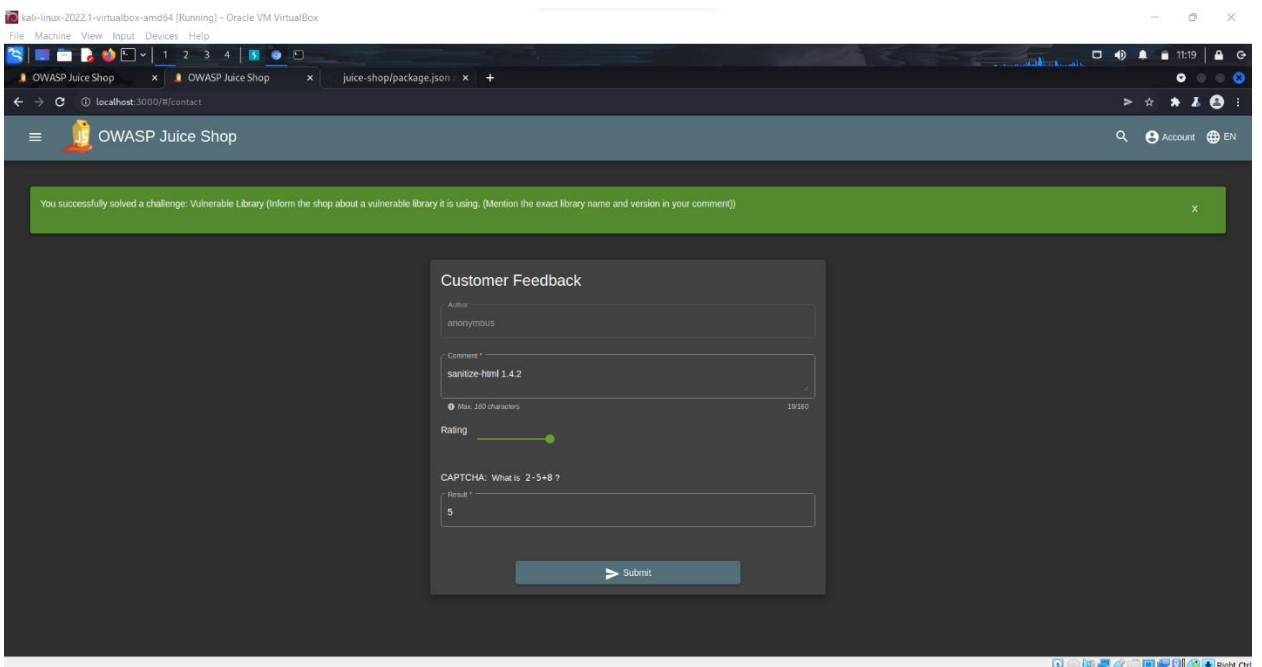 kali-linux-2022.1-virtualbox-amd64 [Running] - Oracle VM VirtualBox
File Machine View Input Devices Help
1 2 3 4 11:19
OWASP Juice Shop x OWASP Juice Shop x juice-shop/package.json x +
localhost:3000/#/contact
OWASP Juice Shop Account EN
You successfully solved a challenge: Vulnerable Library (Inform the shop about a vulnerable library it is using. (Mention the exact library name and version in your comment)) X
Customer Feedback
Author
anonymous
Comment *
sanitize-html 1.4.2
Max. 160 characters 19/160
Rating
CAPTCHA: What is 2-5+8 ?
Result *
5
Submit
Right Ctrl